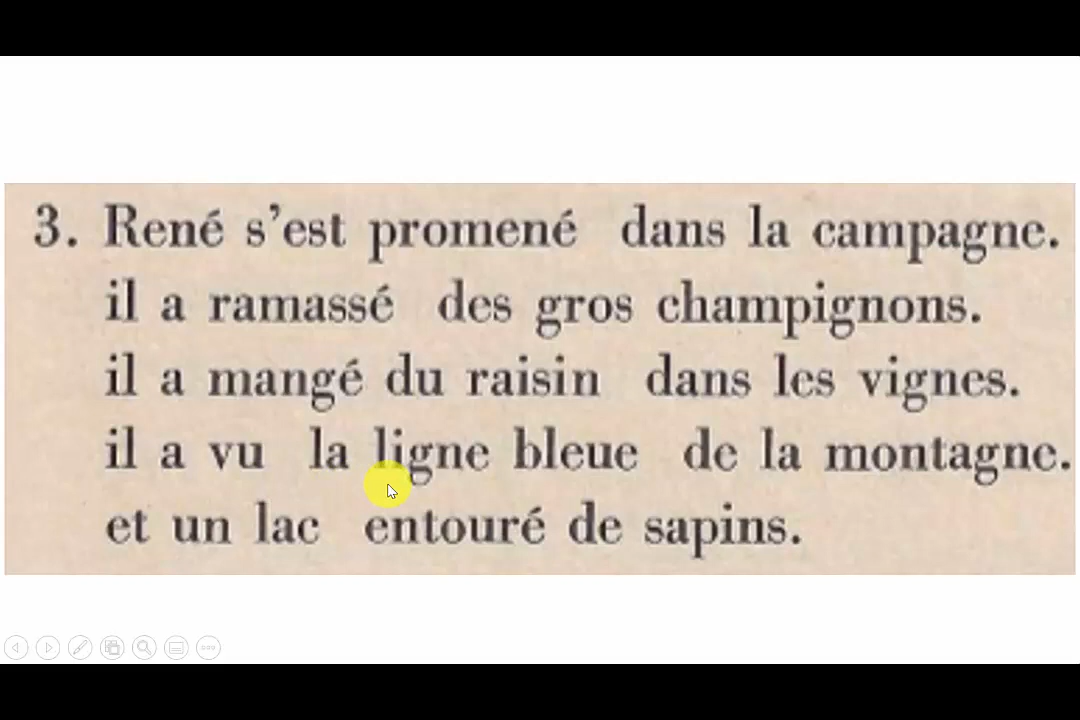 3. René s'est promené dans la campagne.
il a ramassé des gros champignons.
il a mangé du raisin dans les vignes.
il a vu la ligne bleue de la montagne.
et un lac entouré de sapins.